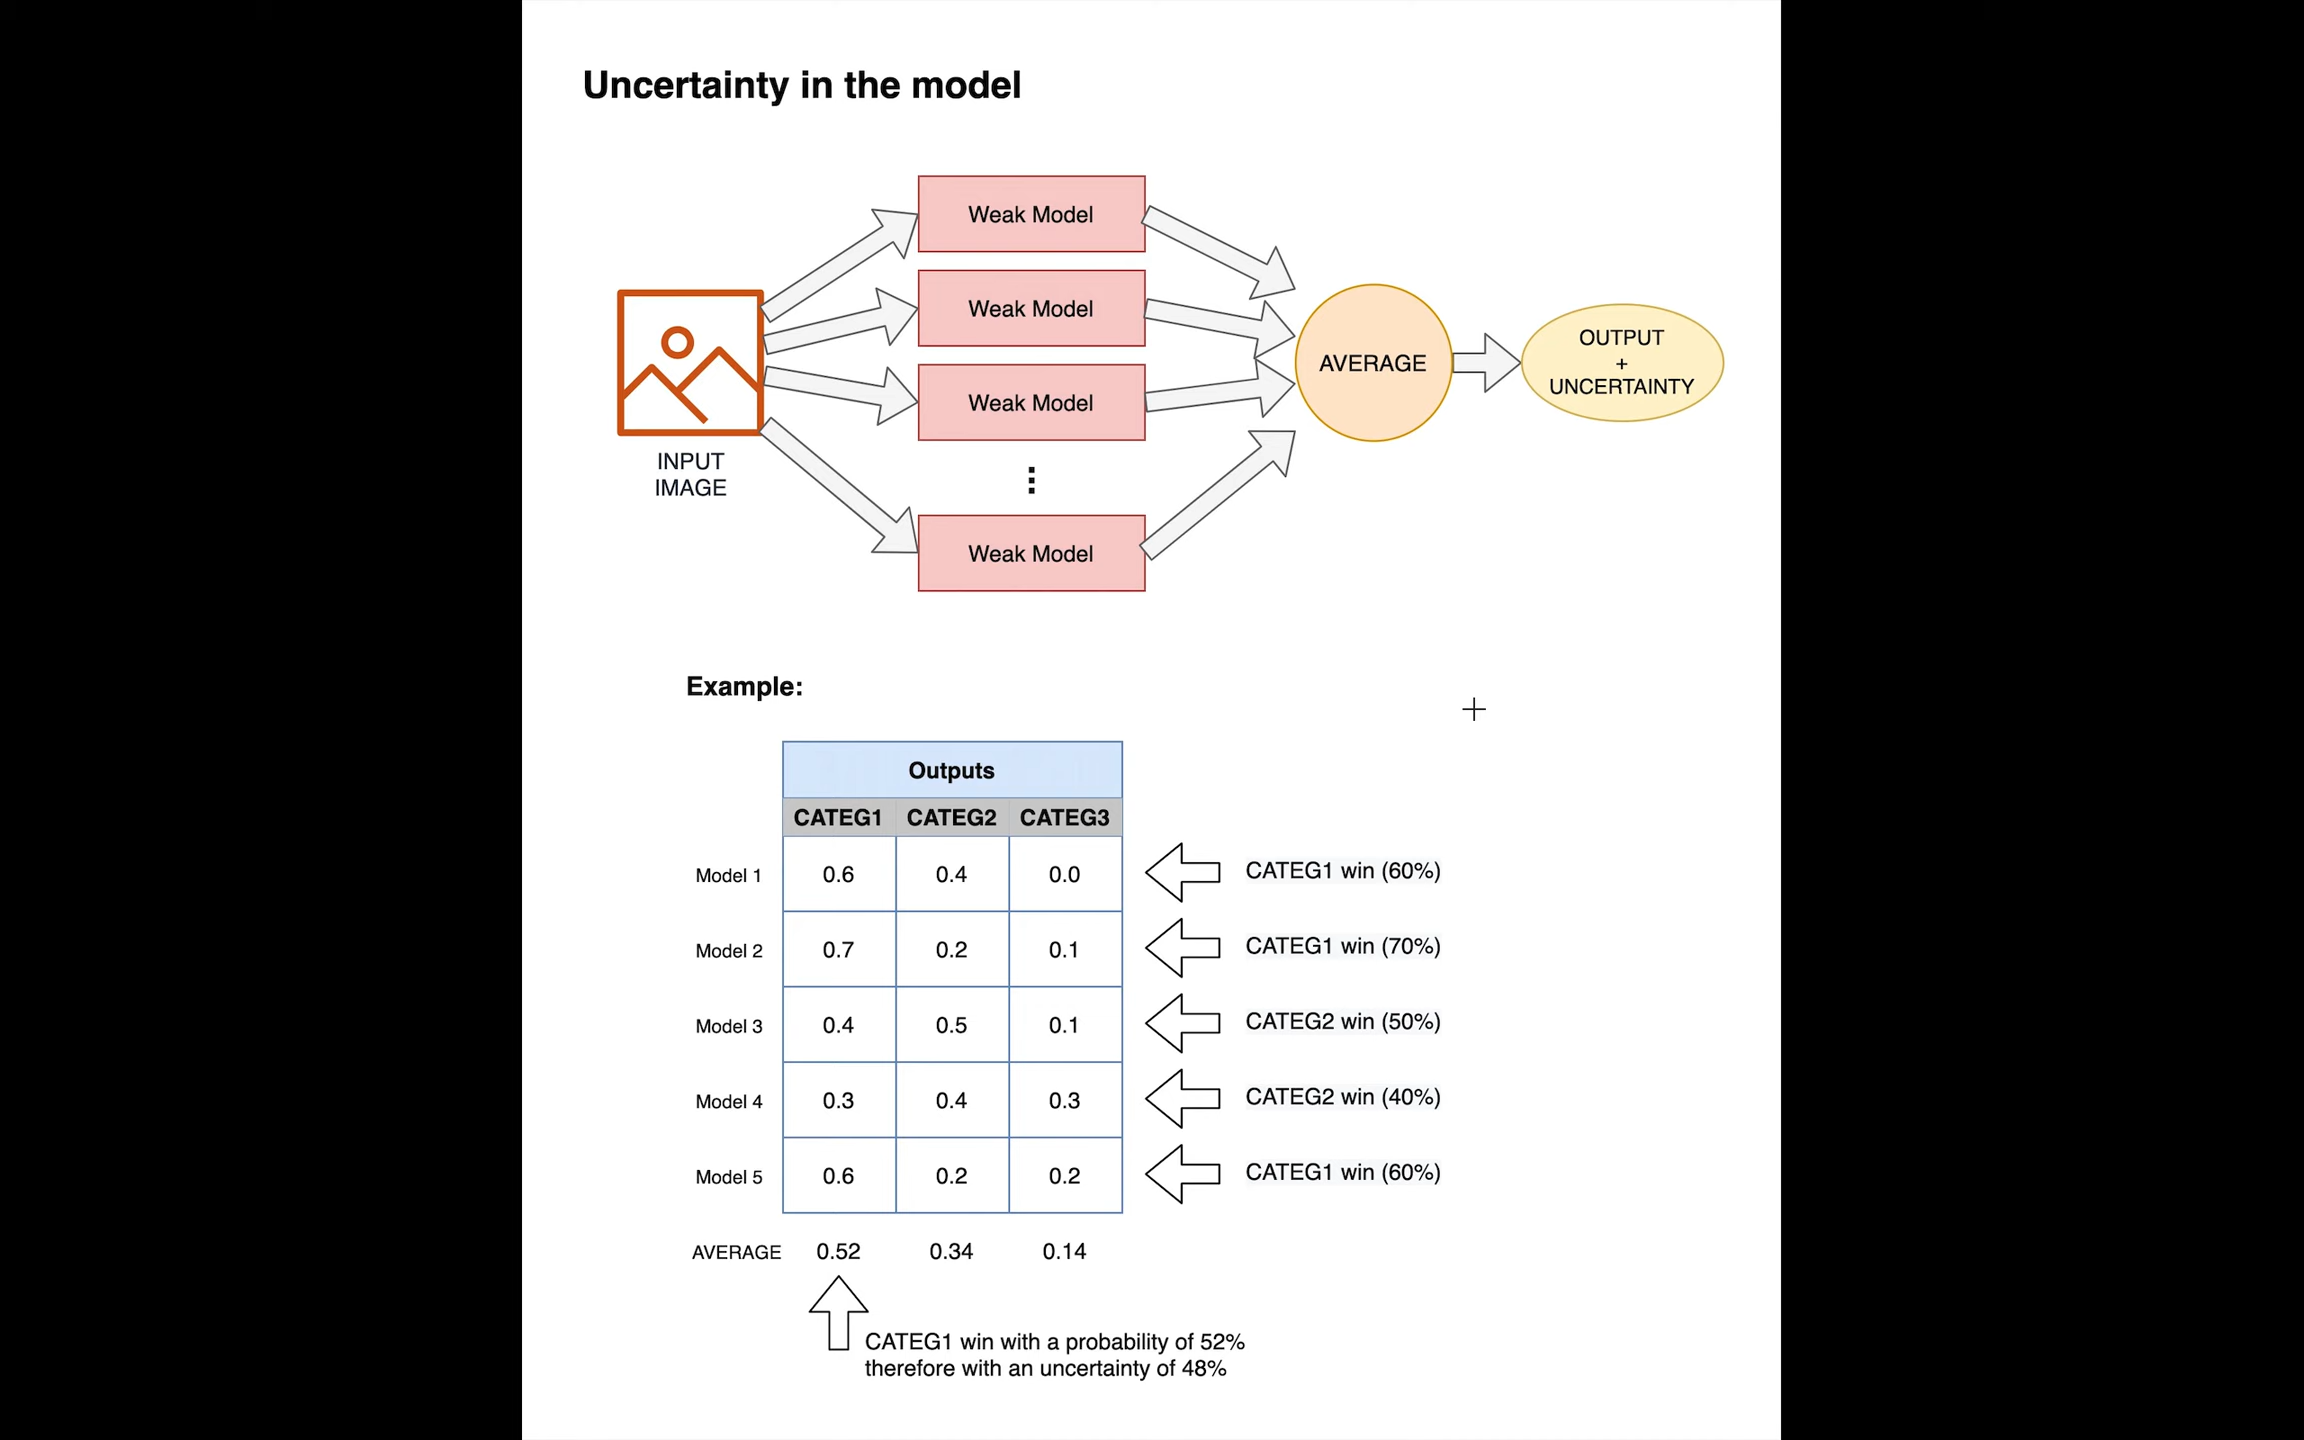 Uncertainty in the model
Weak Model
Weak Model
Weak Model
Weak Model
INPUT
IMAGE
AVERAGE
OUTPUT
+
UNCERTAINTY
Example:
Outputs
CATEG1 CATEG2 CATEG3
Model 1 0.6 0.4 0.0 CATEG1 win (60%)
Model 2 0.7 0.2 0.1 CATEG1 win (70%)
Model 3 0.4 0.5 0.1 CATEG2 win (50%)
Model 4 0.3 0.4 0.3 CATEG2 win (40%)
Model 5 0.6 0.2 0.2 CATEG1 win (60%)
AVERAGE 0.52 0.34 0.14
CATEG1 win with a probability of 52%
therefore with an uncertainty of 48%